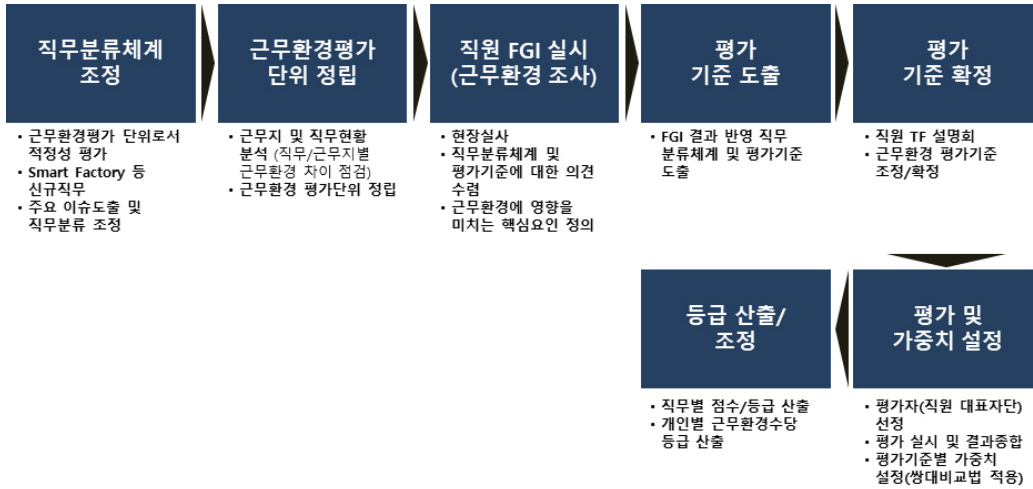 직무분류체계
조정
• 근무환경평가 단위로서
적정성 평가
• Smart Factory 등
신규직무
• 주요 이슈도출 및
직무분류 조정
근무환경평가
단위 정립
• 근무지 및 직무현황
분석 (직무/근무지별
근무환경 차이 점검)
• 근무환경 평가단위 정립
직원 FGI 실시
(근무환경 조사)
• 현장실사
• 직무분류체계 및
평가기준에 대한 의견
수렴
• 근무환경에 영향을
미치는 핵심요인 정의
평가
기준 도출
• FGI 결과 반영 직무
분류체계 및 평가기준
도출
평가
기준 확정
• 직원 TF 설명회
• 근무환경 평가기준
조정/확정
평가 및
가중치 설정
• 평가자(직원 대표자단)
선정
• 평가 실시 및 결과종합
• 평가기준별 가중치
설정(쌍대비교법 적용)
등급 산출/
조정
• 직무별 점수/등급 산출
• 개인별 근무환경수당
등급 산출